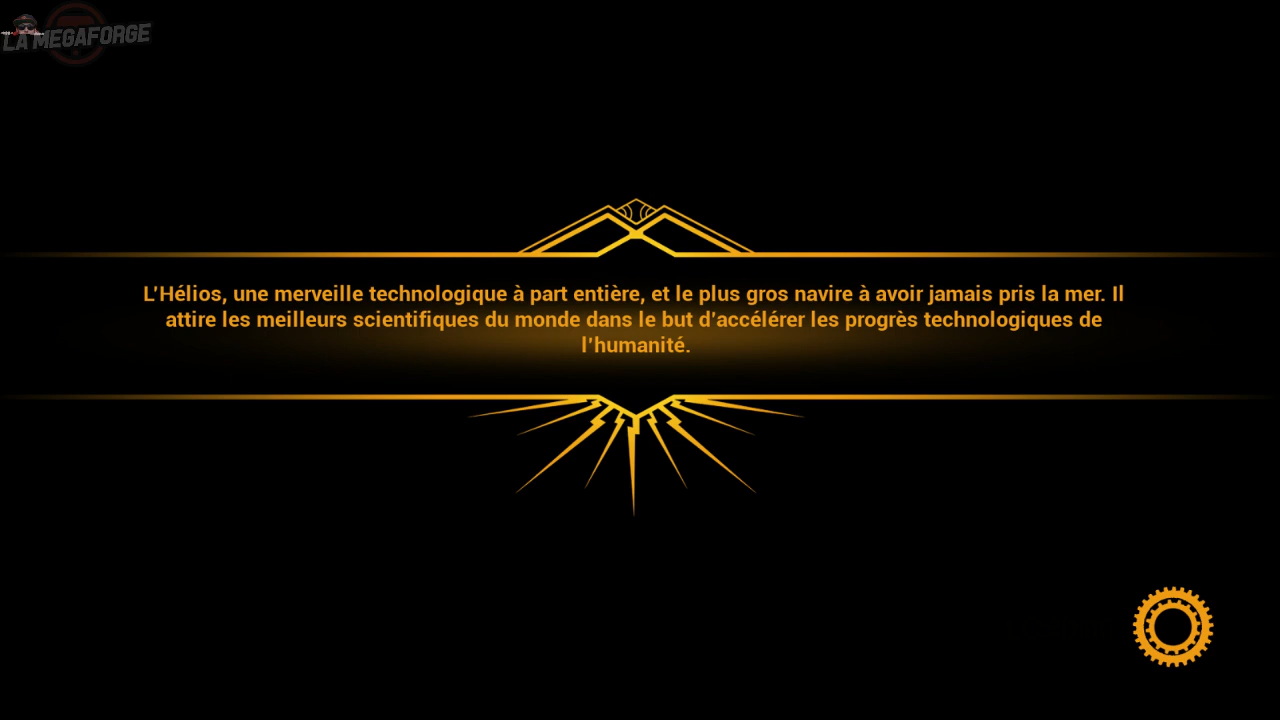 LA MEGAFORGE
L'Hélios, une merveille technologique à part entière, et le plus gros navire à avoir jamais pris la mer. Il
attire les meilleurs scientifiques du monde dans le but d'accélérer les progrès technologiques de
l'humanité.